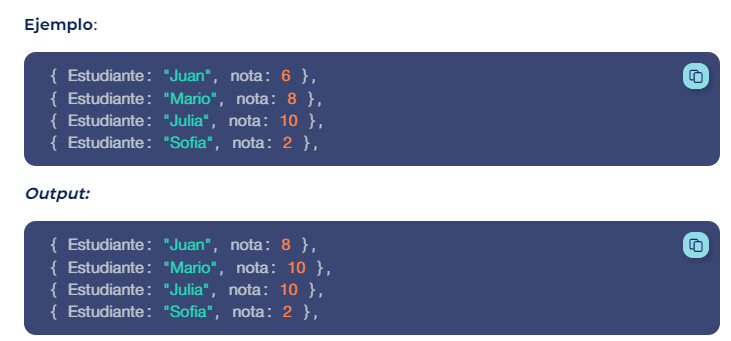 Ejemplo:
{ Estudiante: "Juan", nota: 6 },
{ Estudiante: "Mario", nota: 8 },
{ Estudiante: "Julia", nota: 10 },
{ Estudiante: "Sofia", nota: 2 },
Output:
{ Estudiante: "Juan", nota: 8 },
{ Estudiante: "Mario", nota: 10 },
{ Estudiante: "Julia", nota: 10 },
{ Estudiante: "Sofia", nota: 2 },